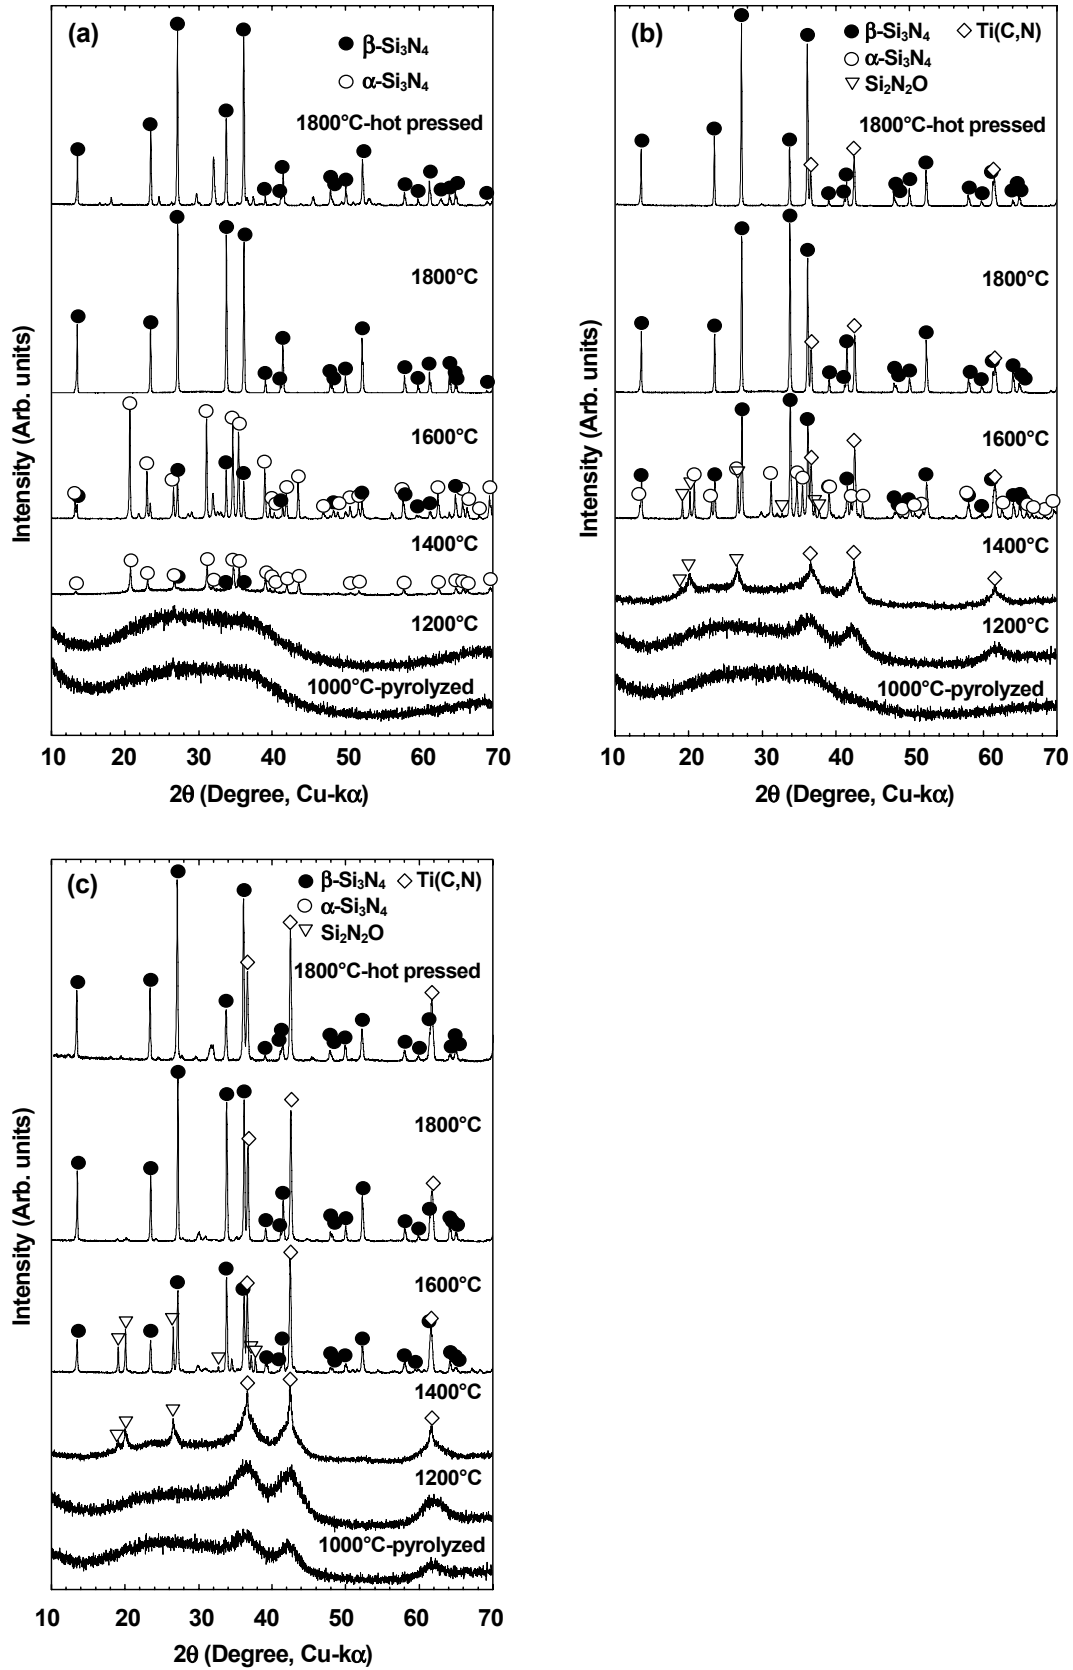 (a)
β-Si₃N₄
α-Si₃N₄
1800°C-hot pressed
1800°C
1600°C
1400°C
1200°C
1000°C-pyrolyzed
Intensity (Arb. units)
10 20 30 40 50 60 70
2θ (Degree, Cu-kα)
(b)
β-Si₃N₄ Ti(C,N)
α-Si₃N₄
Si₂N₂O
1800°C-hot pressed
1800°C
1600°C
1400°C
1200°C
1000°C-pyrolyzed
Intensity (Arb. units)
10 20 30 40 50 60 70
2θ (Degree, Cu-kα)
(c)
β-Si₃N₄ Ti(C,N)
α-Si₃N₄
Si₂N₂O
1800°C-hot pressed
1800°C
1600°C
1400°C
1200°C
1000°C-pyrolyzed
Intensity (Arb. units)
Intensity (Arb. units)
10 20 30 40 50 60 70
2θ (Degree, Cu-kα)